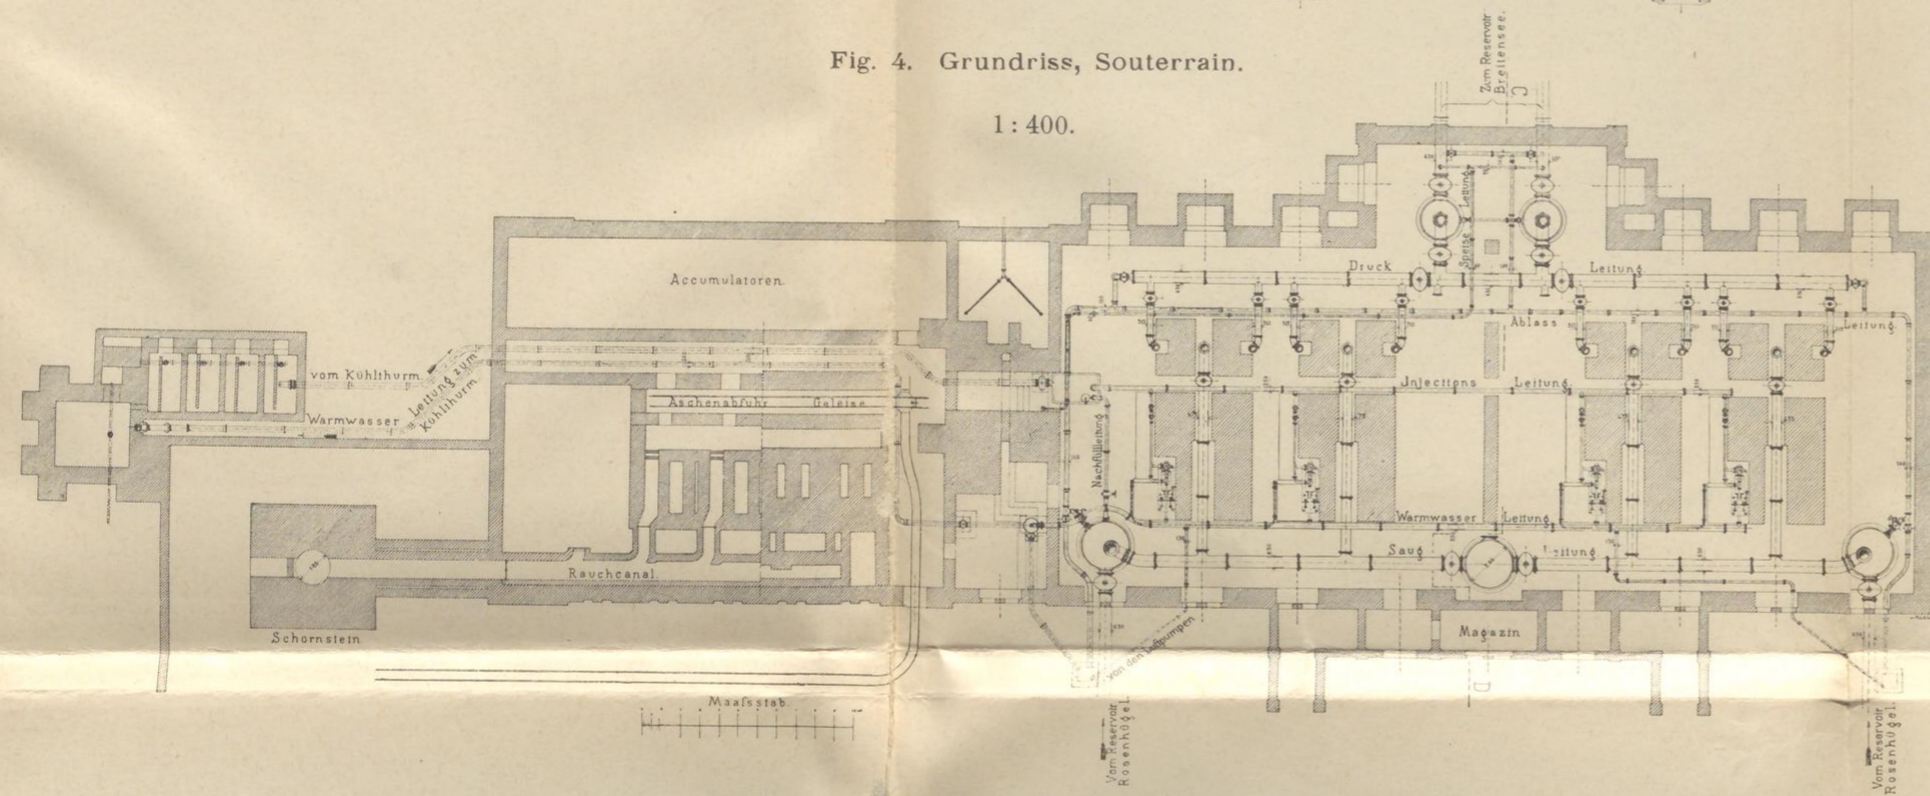 Zum Reservoir
Breitensee.
C
Fig. 4. Grundriss, Souterrain.
1 : 400.
Speise Leitung
Druck Leitung
Accumulatoren.
Ablass Leitung
vom Kühlthurm.
Leitung zum
Kühlthurm
Injections Leitung
Aschenabfuhr Geleise
Warmwasser
Nachfülleitung
Warmwasser Leitung
Saug Leitung
Rauchcanal.
Schornstein
Magazin
von den Luftpumpen
D
Maafsstab.
Vom Reservoir
Rosenhügel.
Vom Reservoir
Rosenhügel.